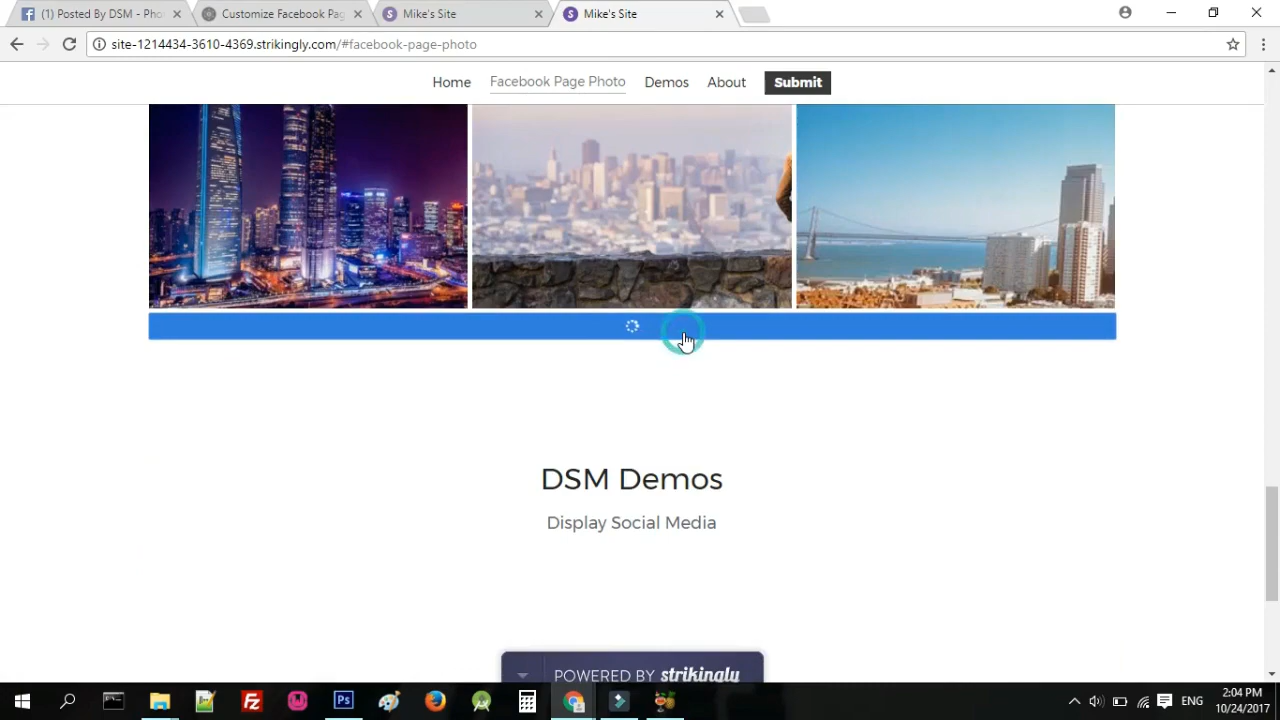 (1) Posted By DSM - Phot
Customize Facebook Pag
Mike's Site
Mike's Site
site-1214434-3610-4369.strikingly.com/#facebook-page-photo
Home
Facebook Page Photo
Demos
About
Submit
DSM Demos
Display Social Media
POWERED BY strikingly
Ps
ENG
2:04 PM
10/24/2017